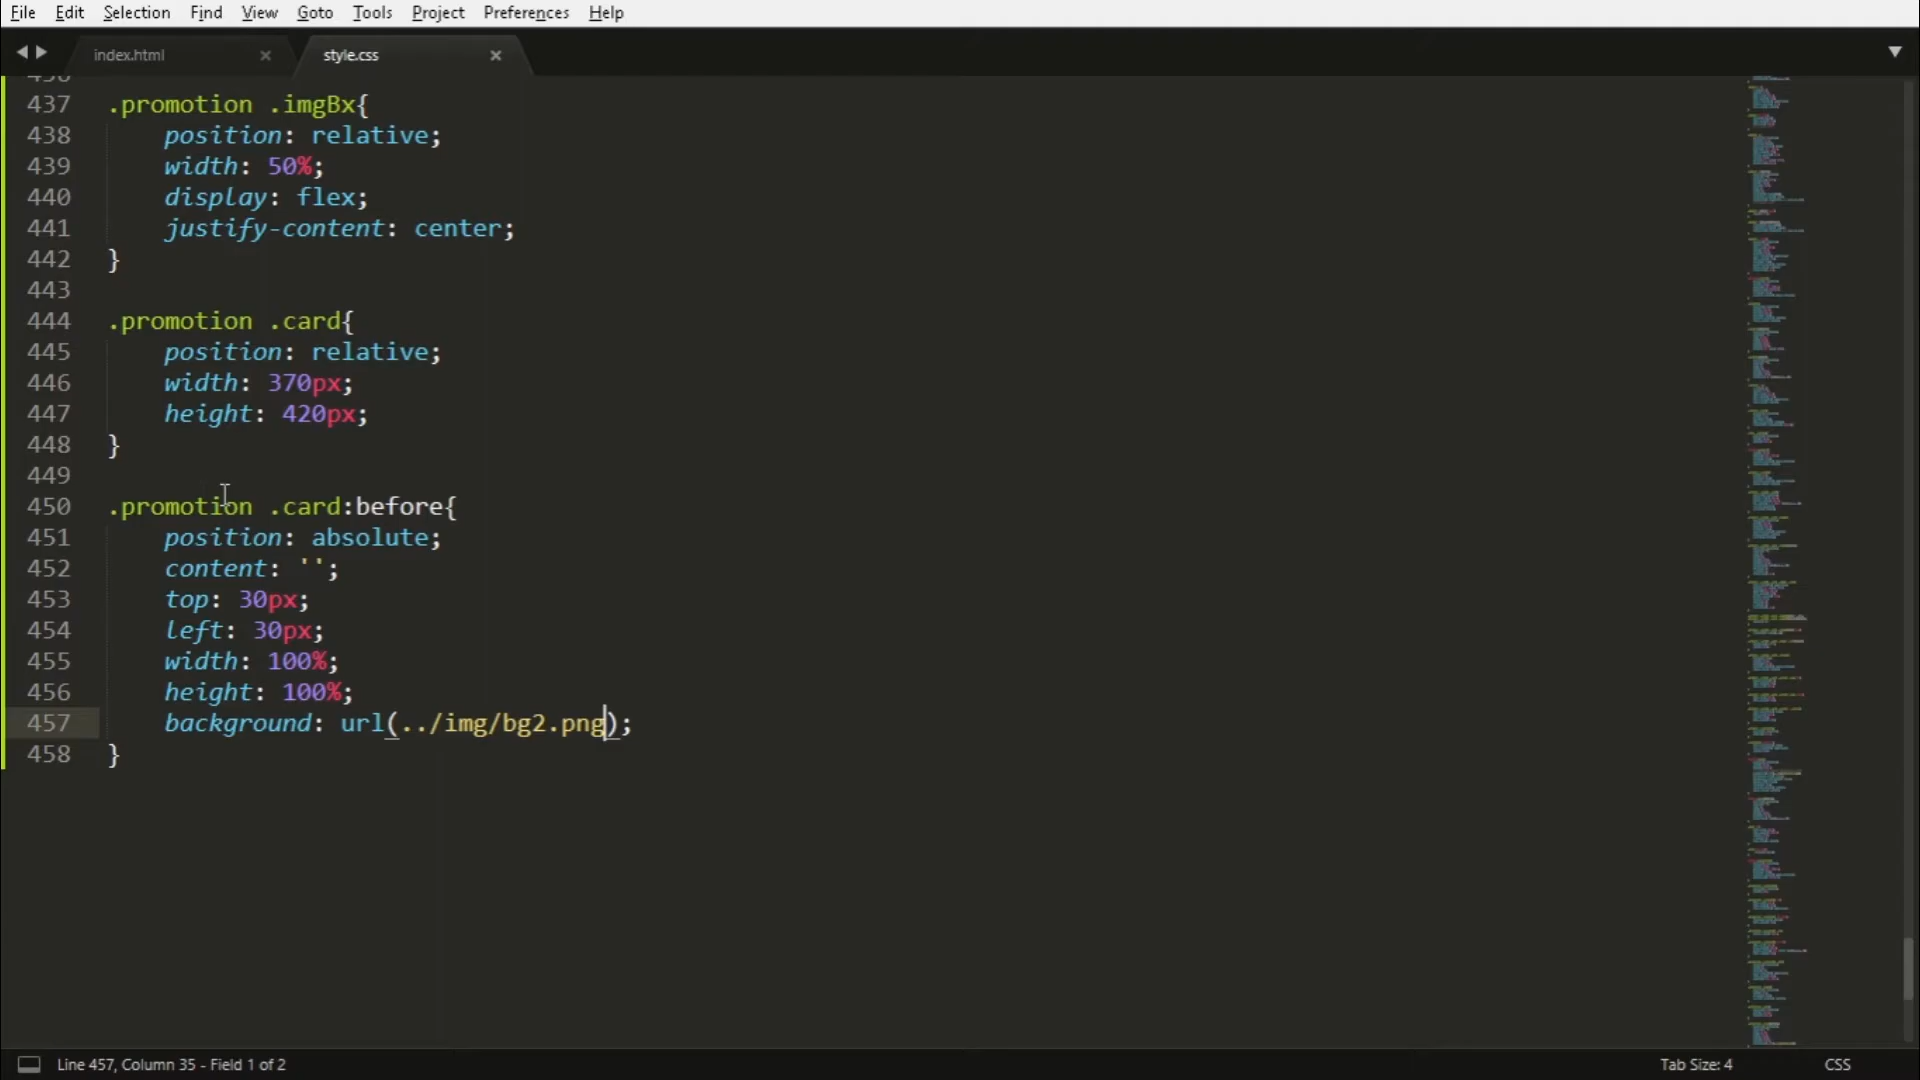 File Edit Selection Find View Goto Tools Project Preferences Help
index.html style.css
436
437 .promotion .imgBx{
438 position: relative;
439 width: 50%;
440 display: flex;
441 justify-content: center;
442 }
443
444 .promotion .card{
445 position: relative;
446 width: 370px;
447 height: 420px;
448 }
449
450 .promotion .card:before{
451 position: absolute;
452 content: '';
453 top: 30px;
454 left: 30px;
455 width: 100%;
456 height: 100%;
457 background: url(../img/bg2.png);
458 }
Line 457, Column 35 - Field 1 of 2 Tab Size: 4 CSS